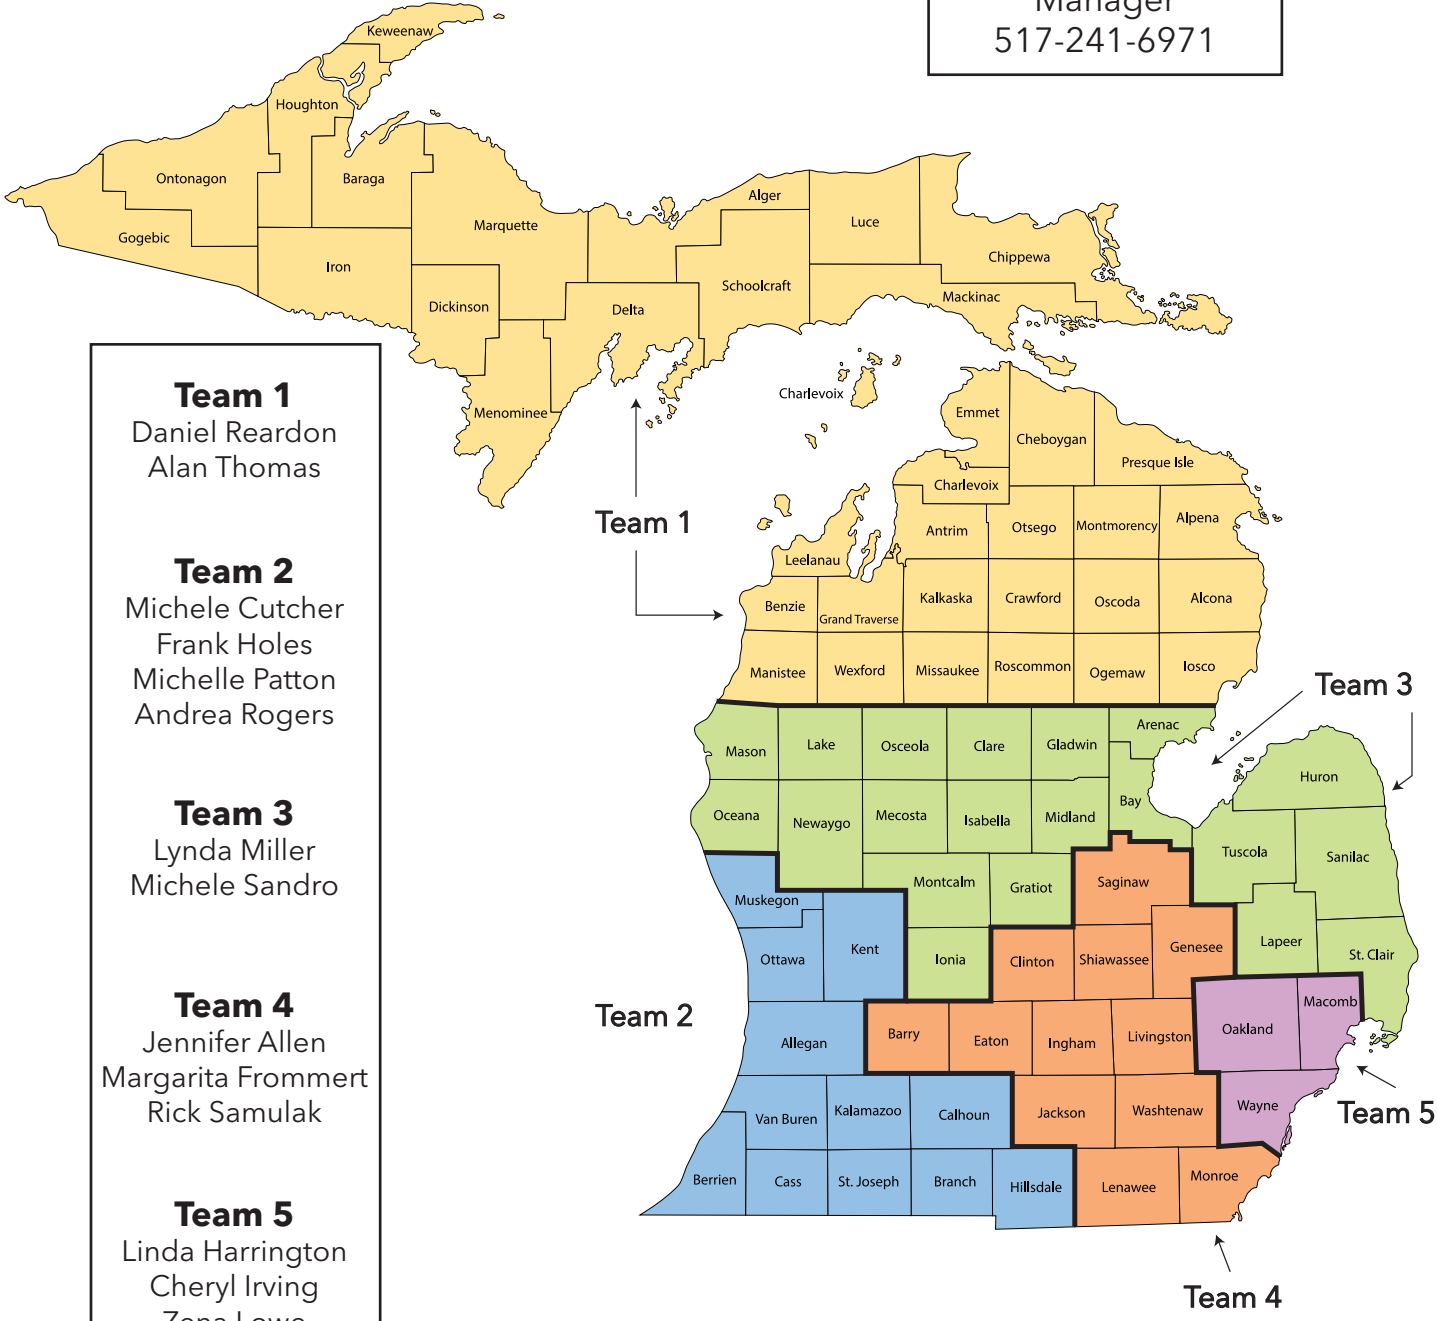 Manager
517-241-6971
Keweenaw
Houghton
Ontonagon
Baraga
Gogebic
Marquette
Alger
Luce
Chippewa
Iron
Dickinson
Delta
Schoolcraft
Mackinac
Menominee
Charlevoix
Emmet
Cheboygan
Presque Isle
Charlevoix
Team 1
Antrim
Otsego
Montmorency
Alpena
Leelanau
Benzie
Grand Traverse
Kalkaska
Crawford
Oscoda
Alcona
Manistee
Wexford
Missaukee
Roscommon
Ogemaw
Iosco
Team 3
Arenac
Mason
Lake
Osceola
Clare
Gladwin
Huron
Bay
Oceana
Newaygo
Mecosta
Isabella
Midland
Tuscola
Sanilac
Montcalm
Gratiot
Saginaw
Muskegon
Kent
Ottawa
Ionia
Clinton
Shiawassee
Genesee
Lapeer
St. Clair
Team 2
Allegan
Barry
Eaton
Ingham
Livingston
Oakland
Macomb
Van Buren
Kalamazoo
Calhoun
Jackson
Washtenaw
Wayne
Team 5
Berrien
Cass
St. Joseph
Branch
Hillsdale
Lenawee
Monroe
Team 4
Team 1
Daniel Reardon
Alan Thomas
Team 2
Michele Cutcher
Frank Holes
Michelle Patton
Andrea Rogers
Team 3
Lynda Miller
Michele Sandro
Team 4
Jennifer Allen
Margarita Frommert
Rick Samulak
Team 5
Linda Harrington
Cheryl Irving
Zena Lowe